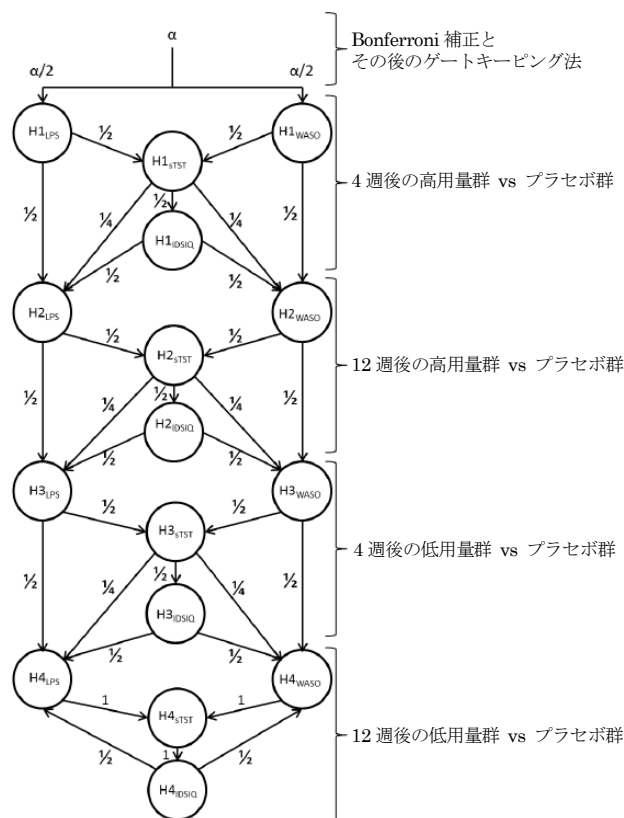 α
Bonferroni 補正と
その後のゲートキーピング法
α/2
α/2
H1LPS
½
H1sTST
½
H1WASO
4 週後の高用量群 vs プラセボ群
½
¼
½
¼
½
H1IDSIQ
½
½
H2LPS
½
H2sTST
½
H2WASO
12 週後の高用量群 vs プラセボ群
½
¼
½
¼
½
H2IDSIQ
½
½
H3LPS
½
H3sTST
½
H3WASO
4 週後の低用量群 vs プラセボ群
½
¼
½
¼
½
H3IDSIQ
½
½
H4LPS
1
H4sTST
1
H4WASO
12 週後の低用量群 vs プラセボ群
½
1
½
H4IDSIQ